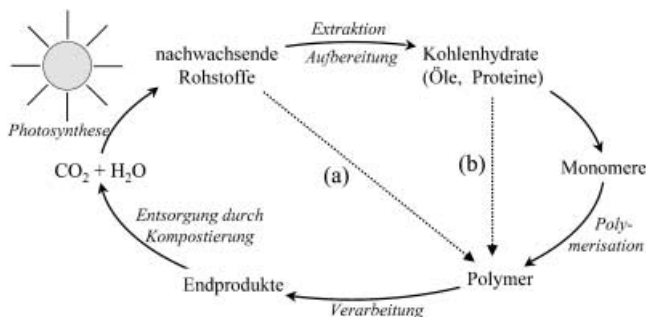 Extraktion
nachwachsende
Rohstoffe
Aufbereitung
Kohlenhydrate
(Öle, Proteine)
Photosynthese
(a)
(b)
CO₂ + H₂O
Monomere
Entsorgung durch
Kompostierung
Poly-
merisation
Endprodukte
Polymer
Verarbeitung